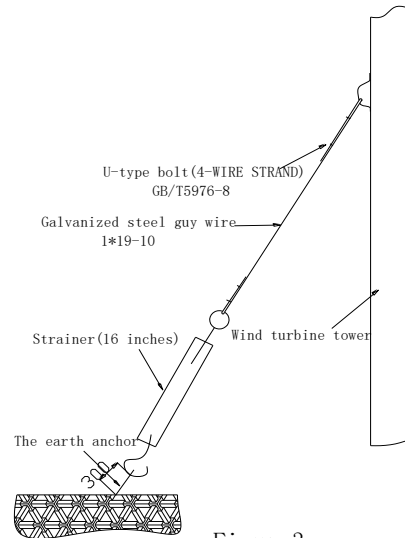 U-type bolt(4-WIRE STRAND)
GB/T5976-8
Galvanized steel guy wire
1*19-10
Strainer(16 inches)
Wind turbine tower
The earth anchor
300